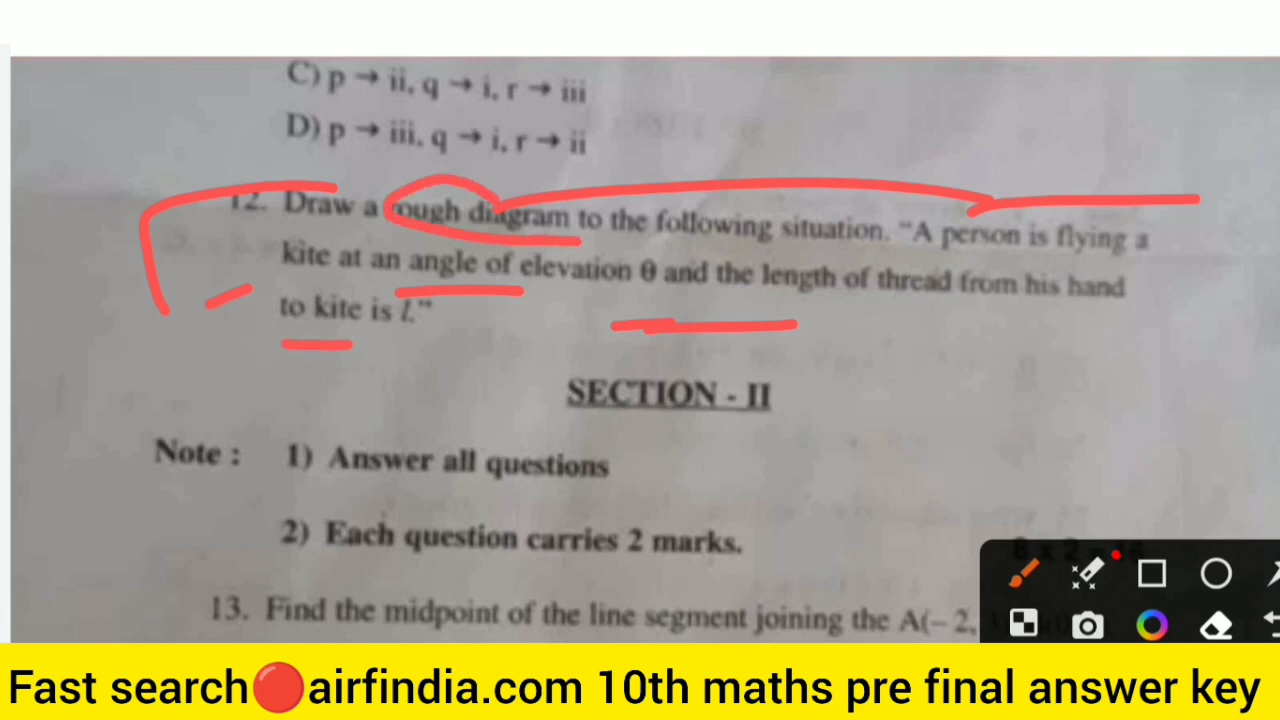 C) p → ii, q → i, r → iii
D) p → iii, q → i, r → ii
12. Draw a rough diagram to the following situation. "A person is flying a
kite at an angle of elevation θ and the length of thread from his hand
to kite is l."
SECTION - II
Note : 1) Answer all questions
2) Each question carries 2 marks.
13. Find the midpoint of the line segment joining the A(– 2,
Fast search🔴airfindia.com 10th maths pre final answer key